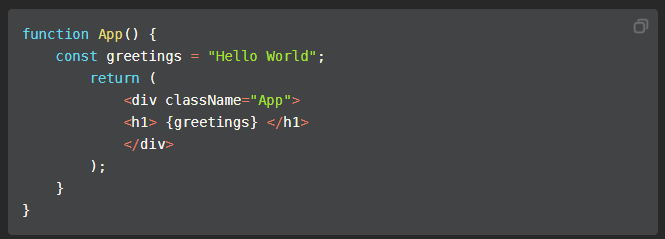 function App() {
    const greetings = "Hello World";
        return (
            <div className="App">
            <h1> {greetings} </h1>
            </div>
        );
    }
}